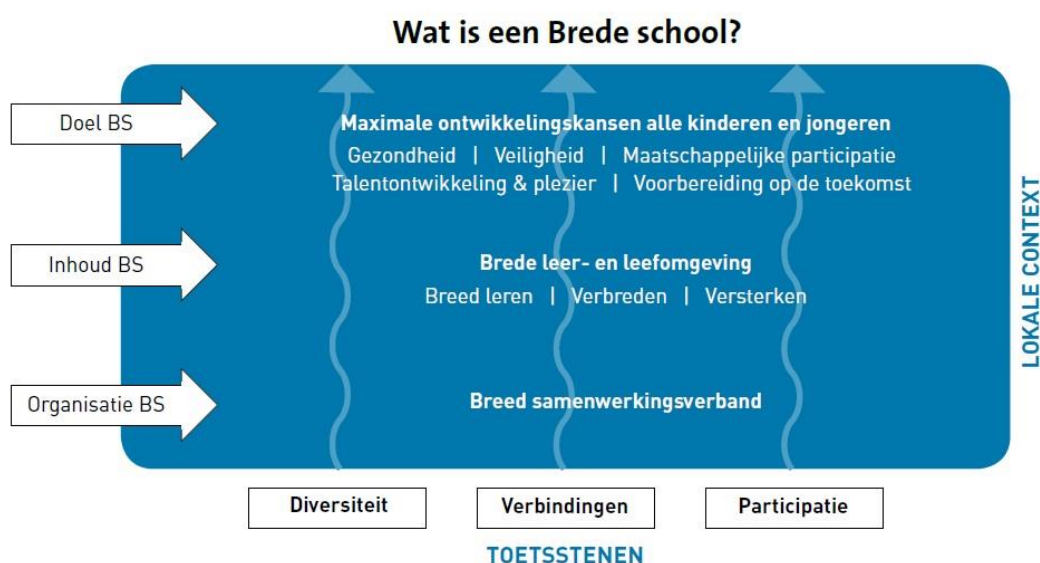 Wat is een Brede school?
Doel BS
Maximale ontwikkelingskansen alle kinderen en jongeren
Gezondheid | Veiligheid | Maatschappelijke participatie
Talentontwikkeling & plezier | Voorbereiding op de toekomst
Inhoud BS
Brede leer- en leefomgeving
Breed leren | Verbreden | Versterken
Organisatie BS
Breed samenwerkingsverband
LOKALE CONTEXT
Diversiteit
Verbindingen
Participatie
TOETSSTENEN